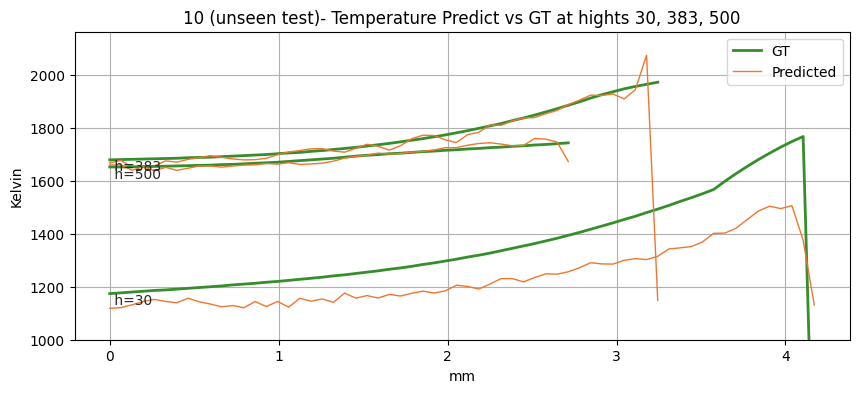 10 (unseen test)- Temperature Predict vs GT at hights 30, 383, 500
GT
Predicted
2000
1800
1600
1400
1200
1000
Kelvin
h=383
h=500
h=30
0 1 2 3 4
mm